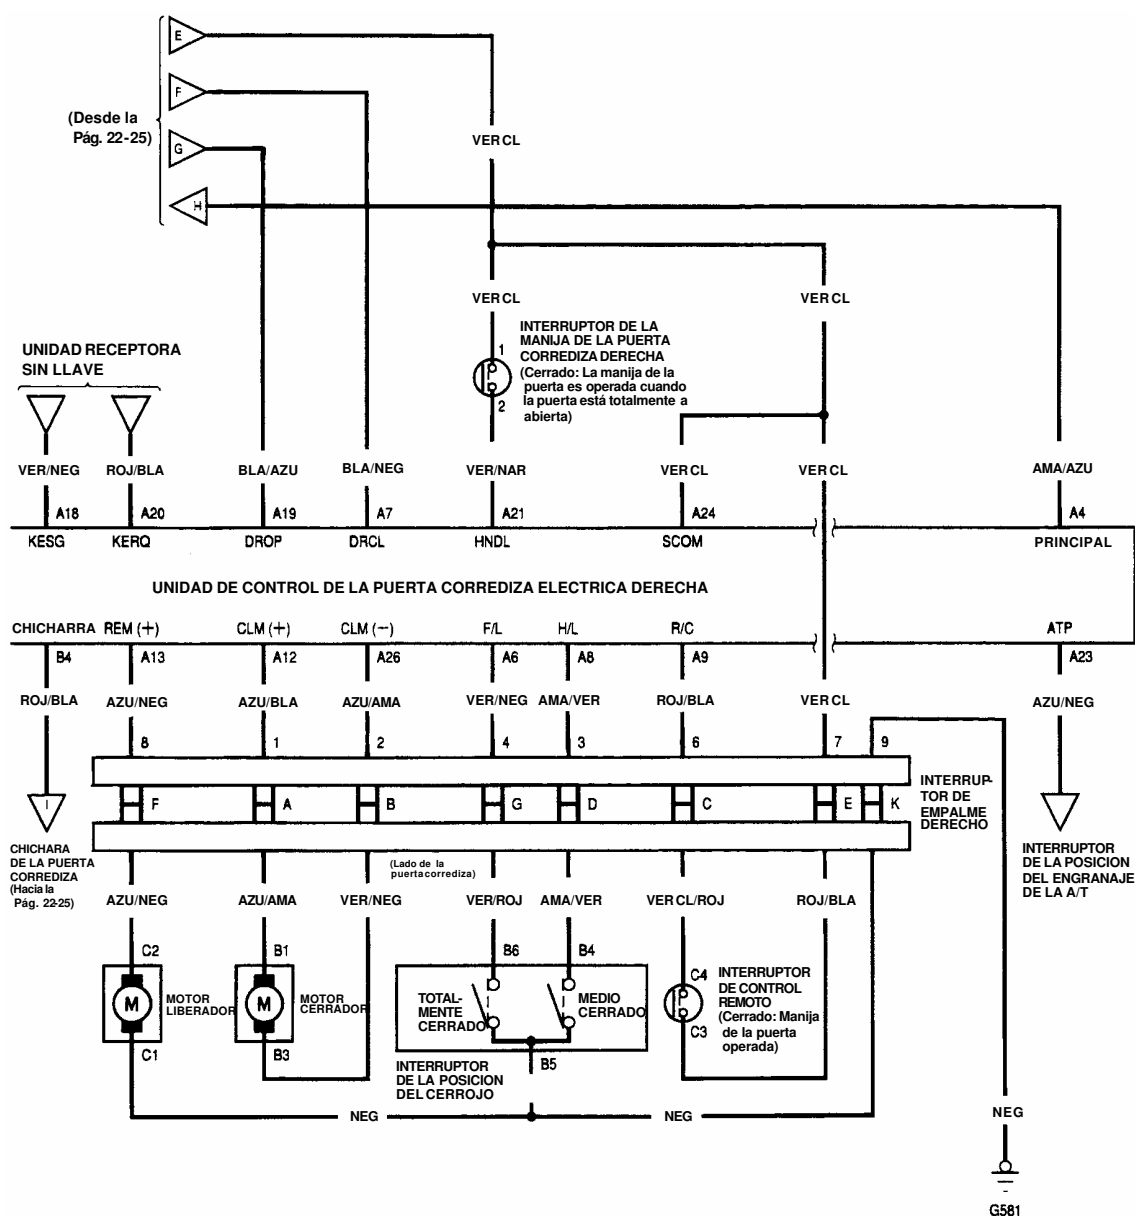 E
F
(Desde la
Pág. 22-25)
G
H
VER CL
VER CL
VER CL
INTERRUPTOR DE LA
MANIJA DE LA PUERTA
CORREDIZA DERECHA
(Cerrado: La manija de la
puerta es operada cuando
la puerta está totalmente a
abierta)
1
2
UNIDAD RECEPTORA
SIN LLAVE
VER/NEG
ROJ/BLA
BLA/AZU
BLA/NEG
VER/NAR
VER CL
VER CL
AMA/AZU
A18
A20
A19
A7
A21
A24
A4
KESG
KERQ
DROP
DRCL
HNDL
SCOM
PRINCIPAL
UNIDAD DE CONTROL DE LA PUERTA CORREDIZA ELECTRICA DERECHA
CHICHARRA
REM (+)
CLM (+)
CLM (−)
F/L
H/L
R/C
ATP
B4
A13
A12
A26
A6
A8
A9
A23
ROJ/BLA
AZU/NEG
AZU/BLA
AZU/AMA
VER/NEG
AMA/VER
ROJ/BLA
VER CL
AZU/NEG
8
1
2
4
3
6
7
9
F
A
B
G
D
C
E
K
INTERRUP-
TOR DE
EMPALME
DERECHO
I
CHICHARA
DE LA PUERTA
CORREDIZA
(Hacia la
Pág. 22-25)
(Lado de la
puerta corrediza)
INTERRUPTOR
DE LA POSICION
DEL ENGRANAJE
DE LA A/T
AZU/NEG
AZU/AMA
VER/NEG
VER/ROJ
AMA/VER
VER CL/ROJ
ROJ/BLA
C2
B1
B6
B4
C4
M
MOTOR
LIBERADOR
M
MOTOR
CERRADOR
TOTAL-
MENTE
CERRADO
MEDIO
CERRADO
INTERRUPTOR
DE CONTROL
REMOTO
(Cerrado: Manija
de la puerta
operada)
C1
B3
B5
C3
INTERRUPTOR
DE LA POSICION
DEL CERROJO
NEG
NEG
NEG
G581